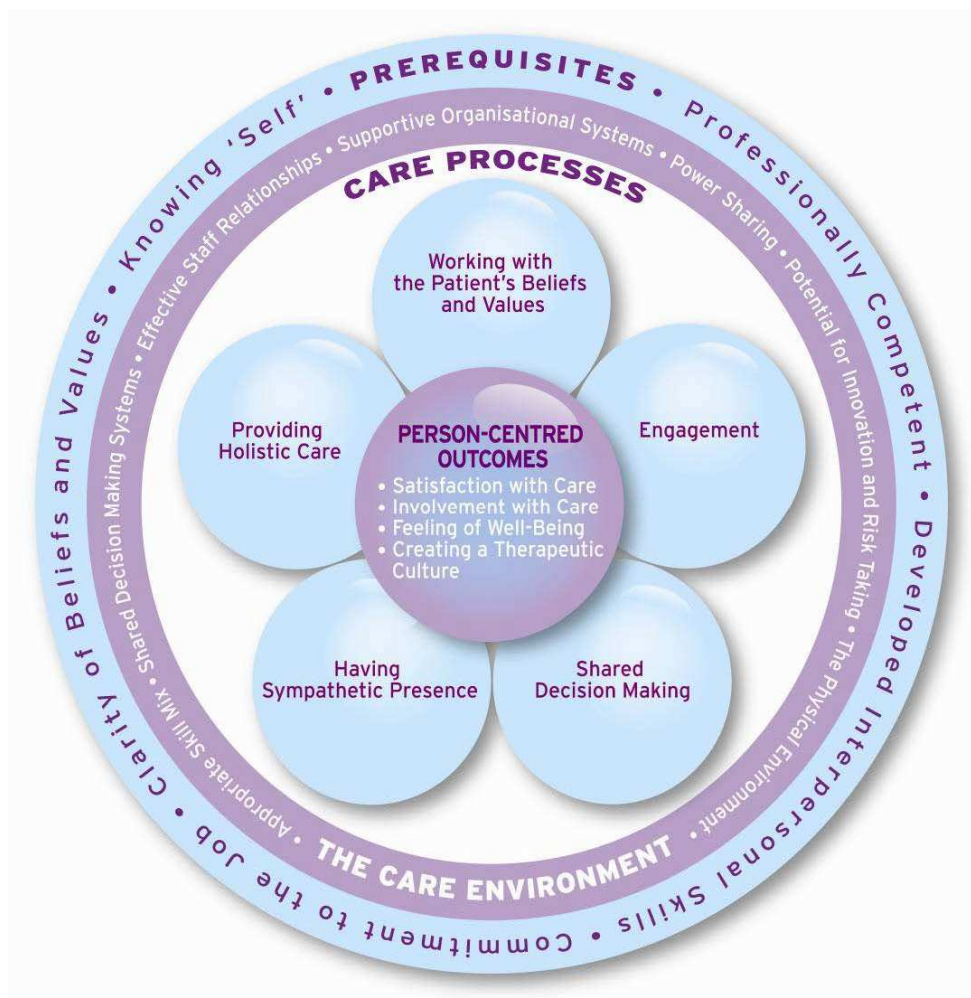 • PREREQUISITES • Professionally Competent • Developed Interpersonal Skills • Commitment to the Job • Clarity of Beliefs and Values • Knowing 'Self'
• THE CARE ENVIRONMENT • Appropriate Skill Mix • Shared Decision Making Systems • Effective Staff Relationships • Supportive Organisational Systems • Power Sharing • Potential for Innovation and Risk Taking • The Physical Environment
CARE PROCESSES
Working with
the Patient's Beliefs
and Values
Providing
Holistic Care
PERSON-CENTRED
OUTCOMES
• Satisfaction with Care
• Involvement with Care
• Feeling of Well-Being
• Creating a Therapeutic
Culture
Engagement
Having
Sympathetic Presence
Shared
Decision Making